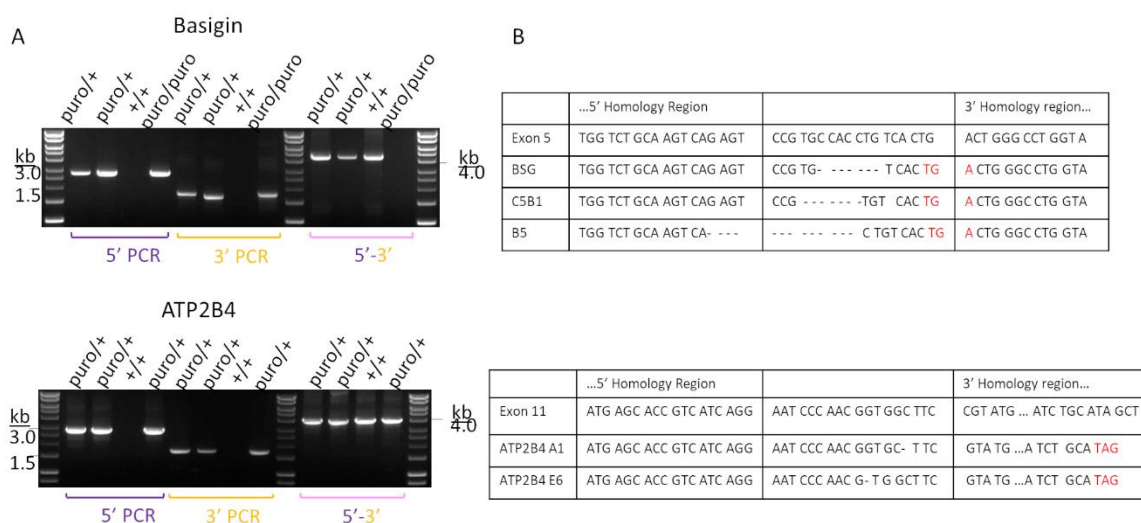 A
Basigin
puro/+ puro/+ +/+ puro/puro puro/+ puro/+ +/+ puro/puro puro/+ puro/+ +/+ puro/puro
kb
3.0
1.5
kb
4.0
5’ PCR 3’ PCR 5’-3’
ATP2B4
puro/+ puro/+ +/+ puro/+ puro/+ puro/+ +/+ puro/+ puro/+ puro/+ +/+ puro/+
kb
3.0
1.5
kb
4.0
5’ PCR 3’ PCR 5’-3’
B
...5’ Homology Region 3’ Homology region...
Exon 5 TGG TCT GCA AGT CAG AGT CCG TGC CAC CTG TCA CTG ACT GGG CCT GGT A
BSG TGG TCT GCA AGT CAG AGT CCG TG- - - - - - - T CAC TG A CTG GGC CTG GTA
C5B1 TGG TCT GCA AGT CAG AGT CCG - - - - - - -TGT CAC TG A CTG GGC CTG GTA
B5 TGG TCT GCA AGT CA- - - - - - - - - - - - - C TGT CAC TG A CTG GGC CTG GTA
...5’ Homology Region 3’ Homology region...
Exon 11 ATG AGC ACC GTC ATC AGG AAT CCC AAC GGT GGC TTC CGT ATG ... ATC TGC ATA GCT
ATP2B4 A1 ATG AGC ACC GTC ATC AGG AAT CCC AAC GGT GC- T TC GTA TG ...A TCT GCA TAG
ATP2B4 E6 ATG AGC ACC GTC ATC AGG AAT CCC AAC G-T G GCT TC GTA TG ...A TCT GCA TAG